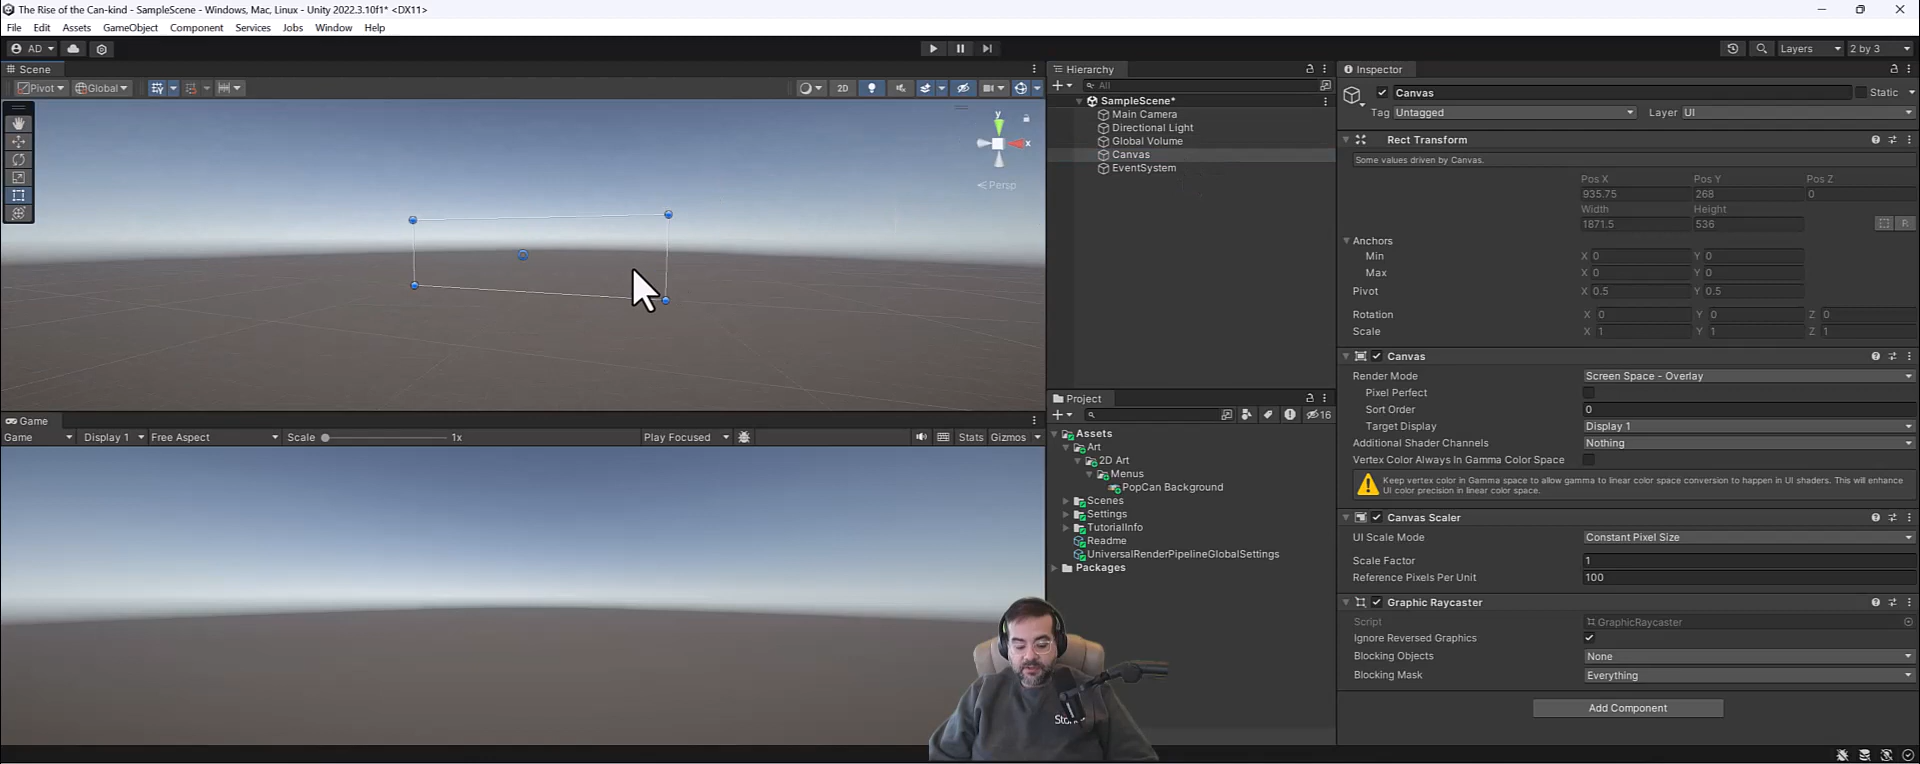 The Rise of the Can-kind - SampleScene - Windows, Mac, Linux - Unity 2022.3.10f1* <DX11>
File Edit Assets GameObject Component Services Jobs Window Help
AD Layers 2 by 3
Scene
Pivot Global 2D
y
x
Persp
Game
Game Display 1 Free Aspect Scale 1x Play Focused Stats Gizmos
Hierarchy
All
SampleScene*
Main Camera
Directional Light
Global Volume
Canvas
EventSystem
Project
16
Assets
Art
2D Art
Menus
PopCan Background
Scenes
Settings
TutorialInfo
Readme
UniversalRenderPipelineGlobalSettings
Packages
Inspector
Canvas Static
Tag Untagged Layer UI
Rect Transform
Some values driven by Canvas.
Pos X Pos Y Pos Z
935.75 268 0
Width Height
1871.5 536 R
Anchors
Min X 0 Y 0
Max X 0 Y 0
Pivot X 0.5 Y 0.5
Rotation X 0 Y 0 Z 0
Scale X 1 Y 1 Z 1
Canvas
Render Mode Screen Space - Overlay
Pixel Perfect
Sort Order 0
Target Display Display 1
Additional Shader Channels Nothing
Vertex Color Always In Gamma Color Space
Keep vertex color in Gamma space to allow gamma to linear color space conversion to happen in UI shaders. This will enhance
UI color precision in linear color space.
Canvas Scaler
UI Scale Mode Constant Pixel Size
Scale Factor 1
Reference Pixels Per Unit 100
Graphic Raycaster
Script GraphicRaycaster
Ignore Reversed Graphics
Blocking Objects None
Blocking Mask Everything
Add Component